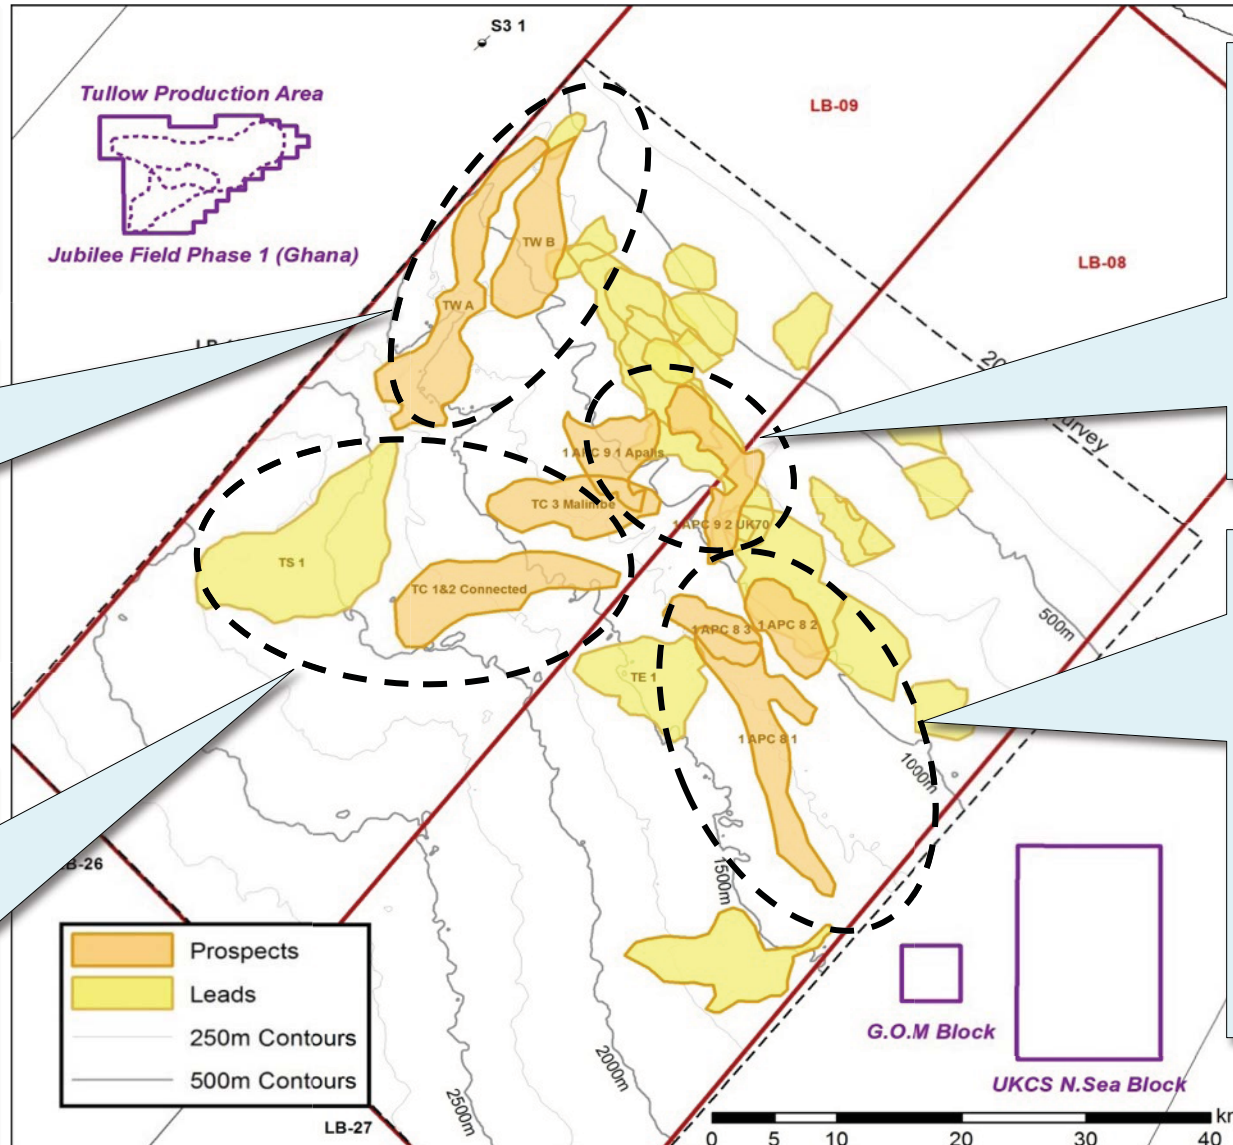 S3 1
Tullow Production Area
LB-09
Jubilee Field Phase 1 (Ghana)
TW B
LB-08
TW A
1 APC 9 1 Apalis
TC 3 Malimbe
1 APC 9 2 UK70
TS 1
TC 1&2 Connected
1 APC 8 3
1 APC 8 2
500m
TE 1
1 APC 8 1
1000m
1500m
Prospects
Leads
250m Contours
500m Contours
2000m
2500m
G.O.M Block
UKCS N.Sea Block
LB-27
km
0 5 10 20 30 40